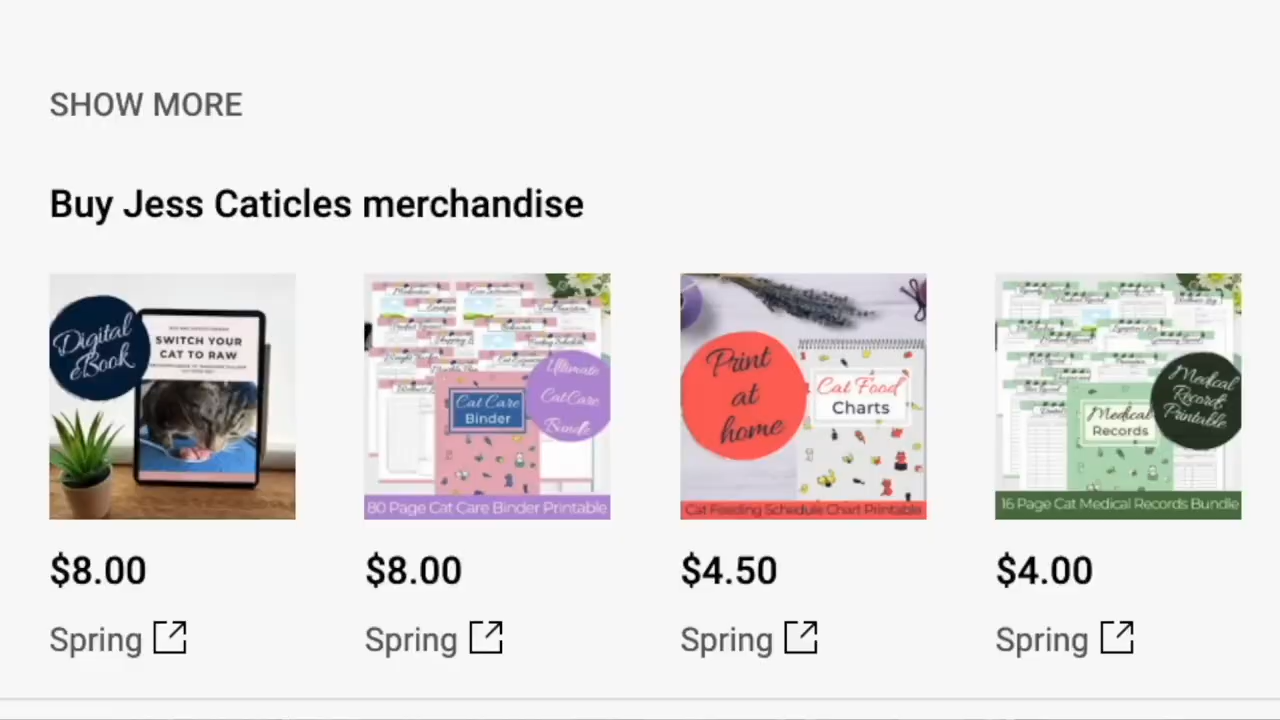 SHOW MORE
Buy Jess Caticles merchandise
Digital
eBook
SWITCH YOUR
CAT TO RAW
Cat Care
Binder
Ultimate
Cat Care
Bundle
80 Page Cat Care Binder Printable
Print
at
home
Cat Food
Charts
Cat Feeding Schedule Chart Printable
Medical
Records
Medical
Records
Printable
16 Page Cat Medical Records Bundle
$8.00
$8.00
$4.50
$4.00
Spring
Spring
Spring
Spring